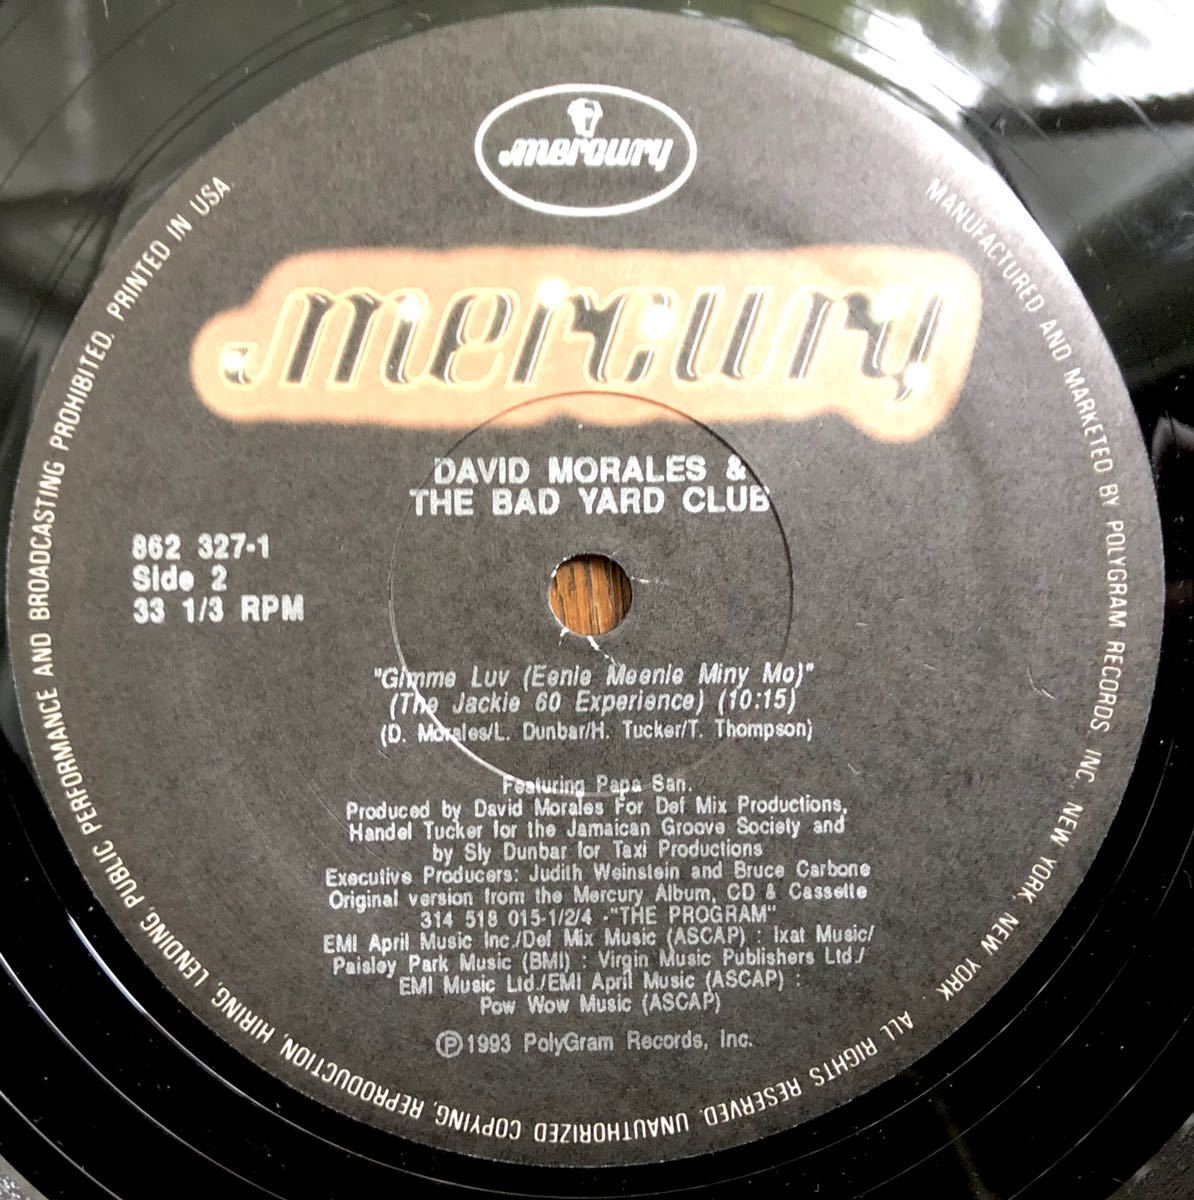 mercury
mercury
DAVID MORALES &
THE BAD YARD CLUB
862 327-1
Side 2
33 1/3 RPM
"Gimme Luv (Eenie Meenie Miny Mo)"
(The Jackie 60 Experience) (10:15)
(D. Morales/L. Dunbar/H. Tucker/T. Thompson)
Featuring Papa San.
Produced by David Morales For Def Mix Productions,
Handel Tucker for the Jamaican Groove Society and
by Sly Dunbar for Taxi Productions
Executive Producers: Judith Weinstein and Bruce Carbone
Original version from the Mercury Album, CD & Cassette
314 518 015-1/2/4 -"THE PROGRAM"
EMI April Music Inc./Def Mix Music (ASCAP) : Ixat Music/
Paisley Park Music (BMI) : Virgin Music Publishers Ltd./
EMI Music Ltd./EMI April Music (ASCAP) :
Pow Wow Music (ASCAP)
Ⓟ1993 PolyGram Records, Inc.
MANUFACTURED AND MARKETED BY POLYGRAM RECORDS, INC. NEW YORK, NEW YORK ALL RIGHTS RESERVED. UNAUTHORIZED COPYING, REPRODUCTION, HIRING, LENDING, PUBLIC PERFORMANCE AND BROADCASTING PROHIBITED. PRINTED IN USA.